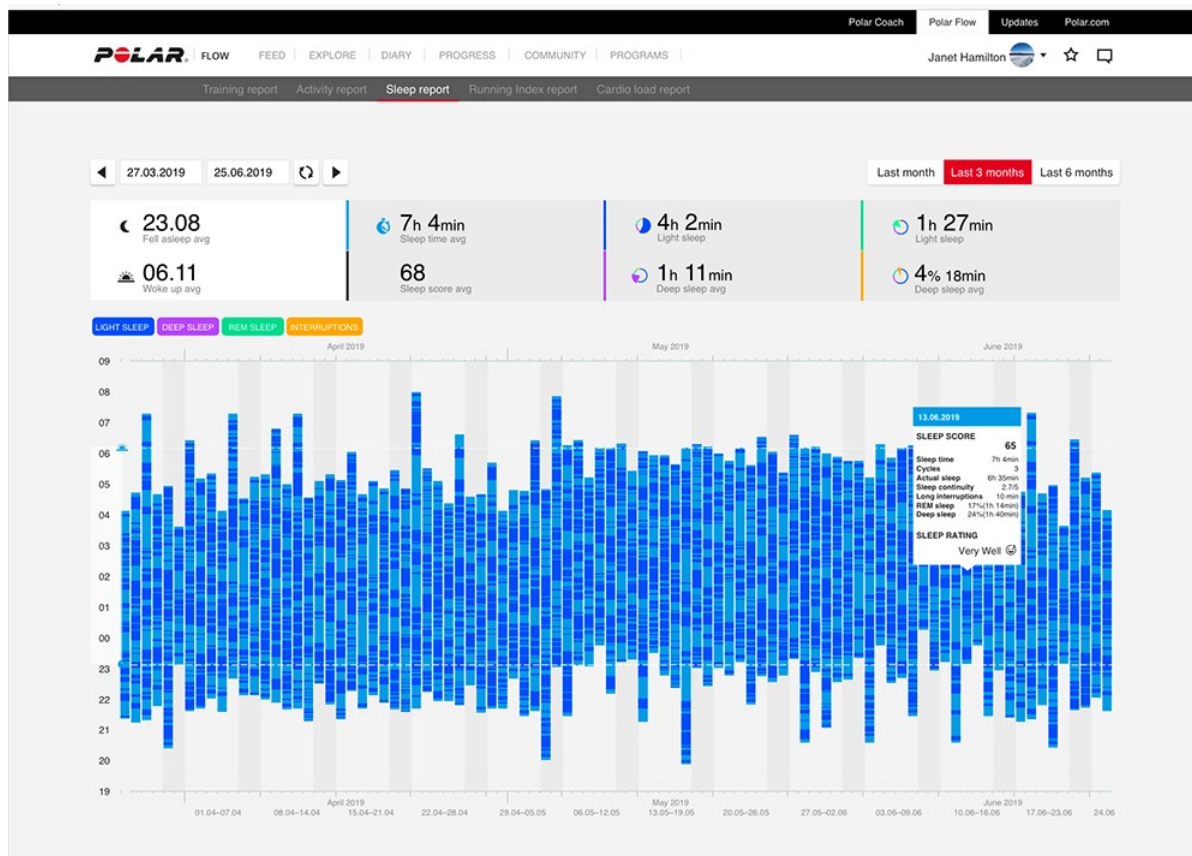 Polar Coach Polar Flow Updates Polar.com
POLAR. FLOW FEED EXPLORE DIARY PROGRESS COMMUNITY PROGRAMS Janet Hamilton
Training report Activity report Sleep report Running Index report Cardio load report
27.03.2019 25.06.2019 Last month Last 3 months Last 6 months
23.08 7h 4min 4h 2min 1h 27min
Fell asleep avg Sleep time avg Light sleep Light sleep
06.11 68 1h 11min 4% 18min
Woke up avg Sleep score avg Deep sleep avg Deep sleep avg
LIGHT SLEEP DEEP SLEEP REM SLEEP INTERRUPTIONS
April 2019 May 2019 June 2019
09
08
07
06
05
04
03
02
01
00
23
22
21
20
19
13.06.2019
SLEEP SCORE
65
Sleep time 7h 4min
Cycles 3
Actual sleep 6h 35min
Sleep continuity 2.7/5
Long interruptions 10 min
REM sleep 17%(1h 14min)
Deep sleep 24%(1h 40min)
SLEEP RATING
Very Well
April 2019 May 2019 June 2019
01.04–07.04 08.04–14.04 15.04–21.04 22.04–28.04 29.04–05.05 06.05–12.05 13.05–19.05 20.05–26.05 27.05–02.06 03.06–09.06 10.06–16.06 17.06–23.06 24.06